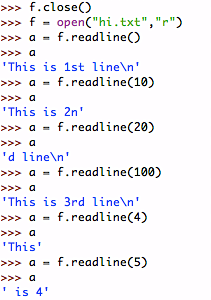 >>> f.close()
>>> f = open("hi.txt","r")
>>> a = f.readline()
>>> a
'This is 1st line\n'
>>> a = f.readline(10)
>>> a
'This is 2n'
>>> a = f.readline(20)
>>> a
'd line\n'
>>> a = f.readline(100)
>>> a
'This is 3rd line\n'
>>> a = f.readline(4)
>>> a
'This'
>>> a = f.readline(5)
>>> a
' is 4'